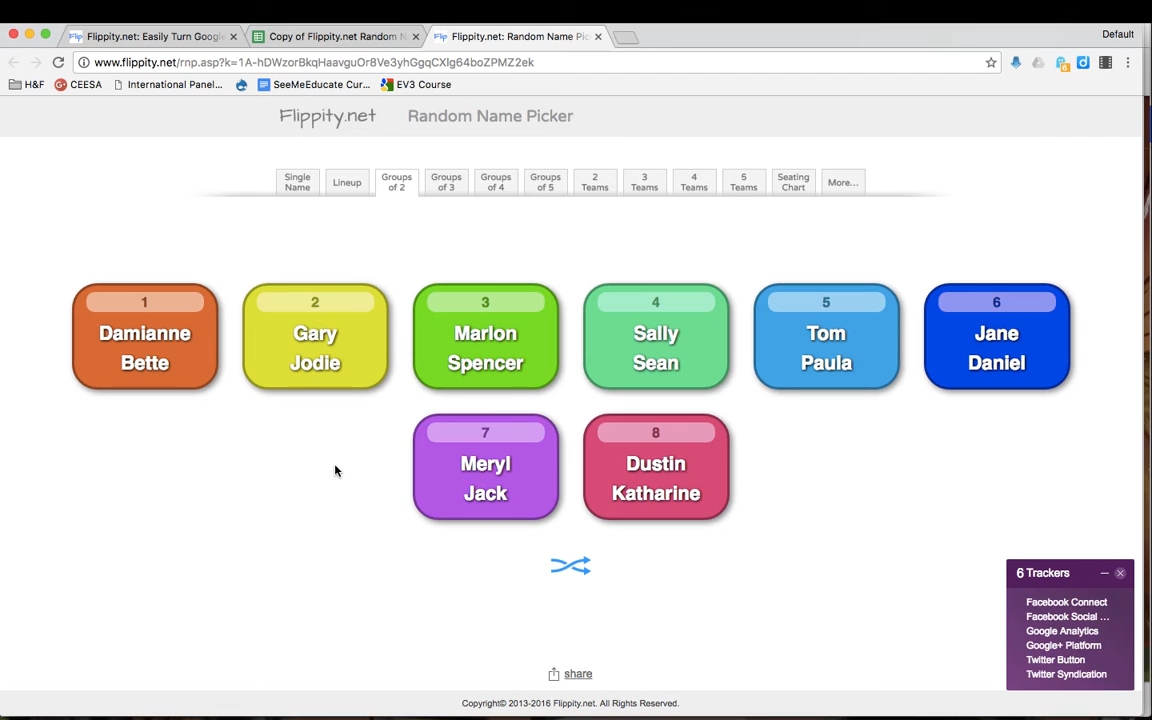 Flippity.net: Easily Turn Google
Copy of Flippity.net Random N
Flippity.net: Random Name Pic
Default
www.flippity.net/rnp.asp?k=1A-hDWzorBkqHaavguOr8Ve3yhGgqCXIg64boZPMZ2ek
H&F
CEESA
International Panel...
SeeMeEducate Cur...
EV3 Course
Flippity.net
Random Name Picker
Single
Name
Lineup
Groups
of 2
Groups
of 3
Groups
of 4
Groups
of 5
2
Teams
3
Teams
4
Teams
5
Teams
Seating
Chart
More...
1
Damianne
Bette
2
Gary
Jodie
3
Marlon
Spencer
4
Sally
Sean
5
Tom
Paula
6
Jane
Daniel
7
Meryl
Jack
8
Dustin
Katharine
6 Trackers
Facebook Connect
Facebook Social ...
Google Analytics
Google+ Platform
Twitter Button
Twitter Syndication
share
Copyright© 2013-2016 Flippity.net. All Rights Reserved.